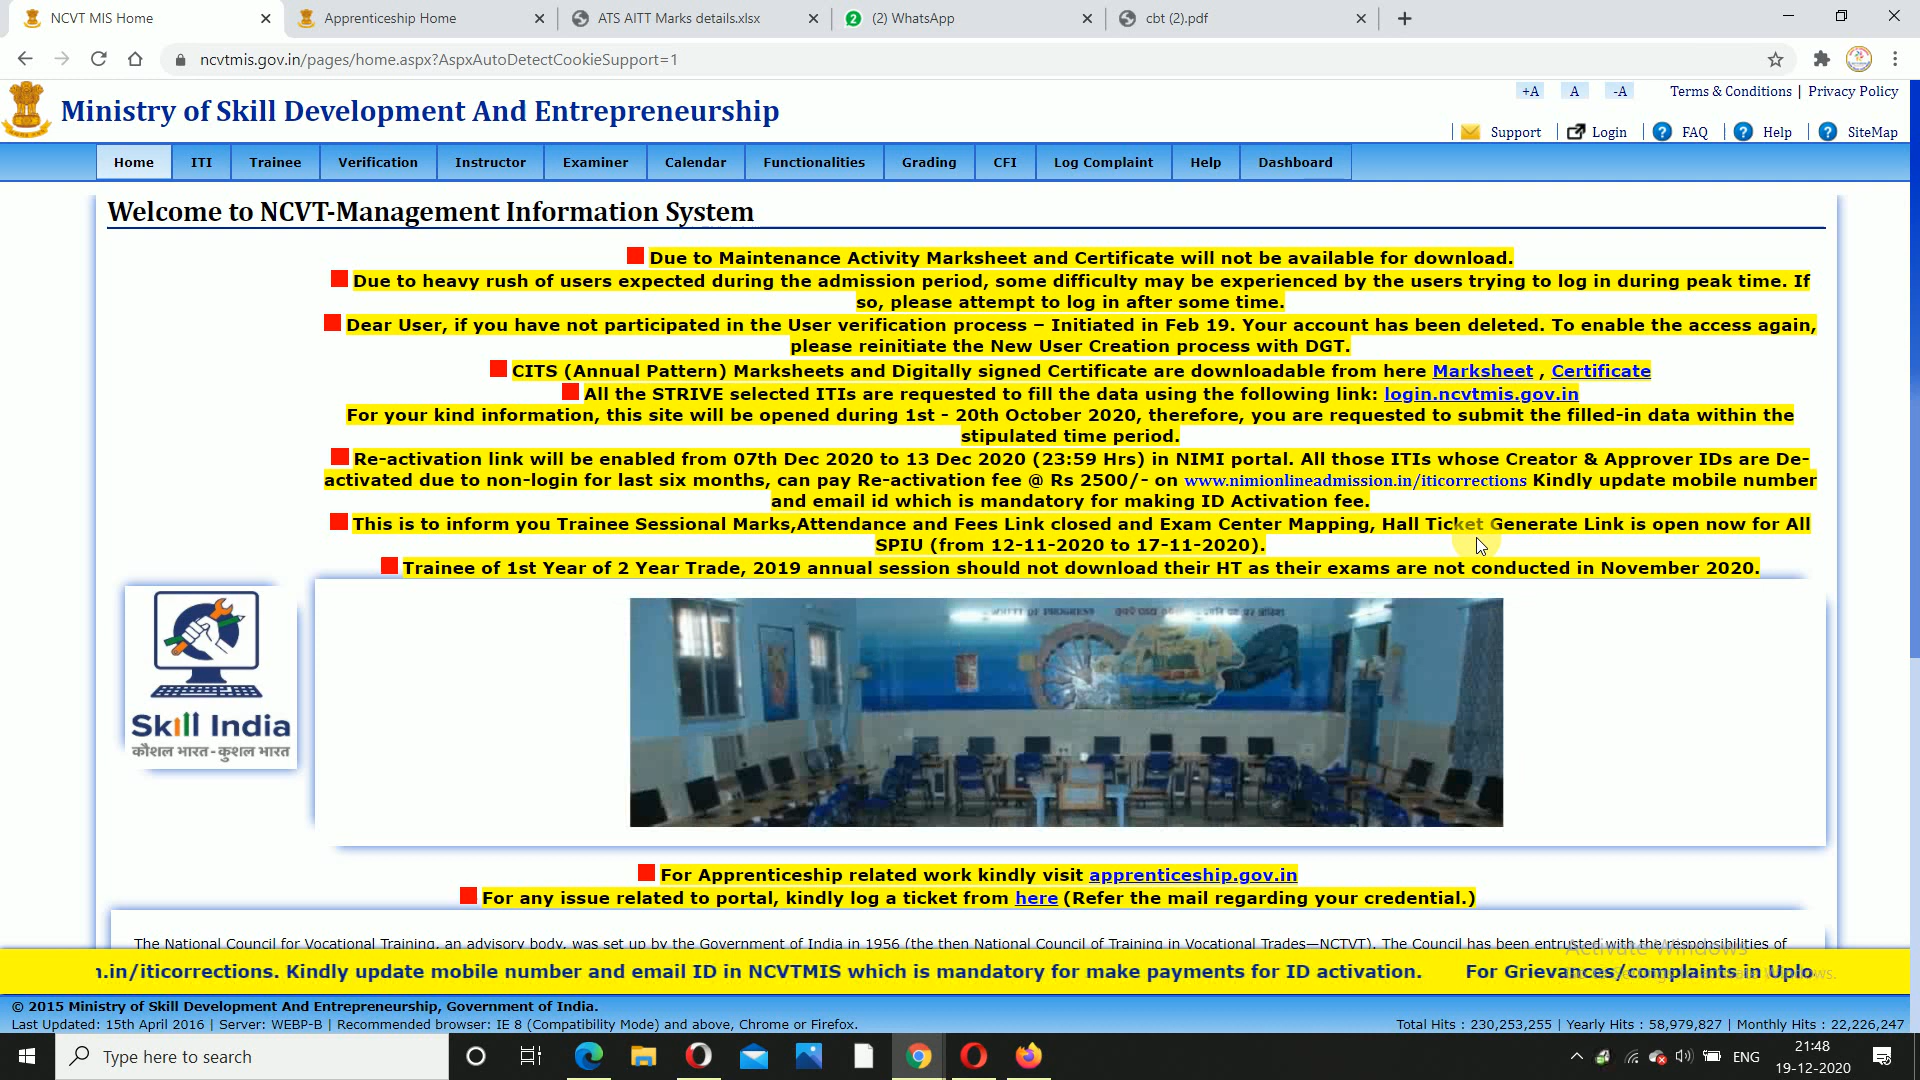 NCVT MIS Home
Apprenticeship Home
ATS AITT Marks details.xlsx
(2) WhatsApp
cbt (2).pdf
ncvtmis.gov.in/pages/home.aspx?AspxAutoDetectCookieSupport=1
+A A -A Terms & Conditions | Privacy Policy
Ministry of Skill Development And Entrepreneurship
Support Login FAQ Help SiteMap
Home ITI Trainee Verification Instructor Examiner Calendar Functionalities Grading CFI Log Complaint Help Dashboard
Welcome to NCVT-Management Information System
Due to Maintenance Activity Marksheet and Certificate will not be available for download.
Due to heavy rush of users expected during the admission period, some difficulty may be experienced by the users trying to log in during peak time. If
so, please attempt to log in after some time.
Dear User, if you have not participated in the User verification process – Initiated in Feb 19. Your account has been deleted. To enable the access again,
please reinitiate the New User Creation process with DGT.
CITS (Annual Pattern) Marksheets and Digitally signed Certificate are downloadable from here Marksheet , Certificate
All the STRIVE selected ITIs are requested to fill the data using the following link: login.ncvtmis.gov.in
For your kind information, this site will be opened during 1st - 20th October 2020, therefore, you are requested to submit the filled-in data within the
stipulated time period.
Re-activation link will be enabled from 07th Dec 2020 to 13 Dec 2020 (23:59 Hrs) in NIMI portal. All those ITIs whose Creator & Approver IDs are De-
activated due to non-login for last six months, can pay Re-activation fee @ Rs 2500/- on www.nimionlineadmission.in/iticorrections Kindly update mobile number
and email id which is mandatory for making ID Activation fee.
This is to inform you Trainee Sessional Marks,Attendance and Fees Link closed and Exam Center Mapping, Hall Ticket Generate Link is open now for All
SPIU (from 12-11-2020 to 17-11-2020).
Trainee of 1st Year of 2 Year Trade, 2019 annual session should not download their HT as their exams are not conducted in November 2020.
Skill India
कौशल भारत - कुशल भारत
For Apprenticeship related work kindly visit apprenticeship.gov.in
For any issue related to portal, kindly log a ticket from here (Refer the mail regarding your credential.)
The National Council for Vocational Training, an advisory body, was set up by the Government of India in 1956 (the then National Council of Training in Vocational Trades—NCTVT). The Council has been entrusted with the responsibilities of
Activate Windows
.in/iticorrections. Kindly update mobile number and email ID in NCVTMIS which is mandatory for make payments for ID activation. For Grievances/complaints in Uplo
© 2015 Ministry of Skill Development And Entrepreneurship, Government of India.
Last Updated: 15th April 2016 | Server: WEBP-B | Recommended browser: IE 8 (Compatibility Mode) and above, Chrome or Firefox.
Total Hits : 230,253,255 | Yearly Hits : 58,979,827 | Monthly Hits : 22,226,247
Type here to search
ENG
21:48
19-12-2020